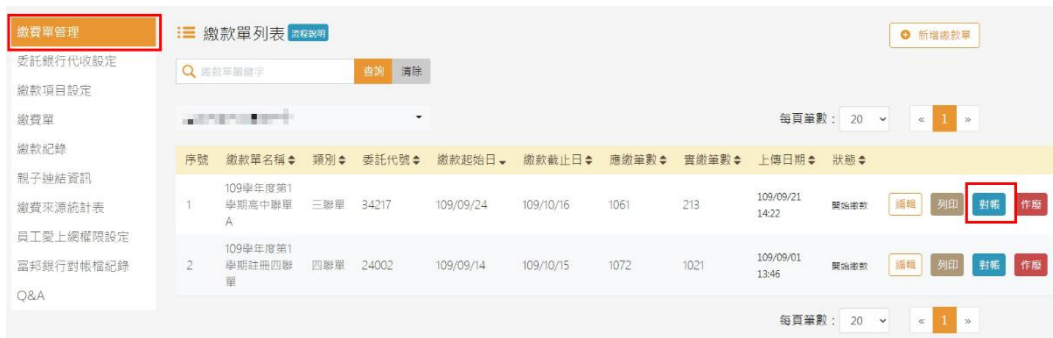 繳費單管理
委託銀行代收設定
繳款項目設定
繳費單
繳款紀錄
親子連結資訊
繳費來源統計表
員工愛上網權限設定
富邦銀行對帳檔紀錄
Q&A
繳款單列表 流程說明
新增繳款單
繳款單關鍵字 查詢 清除
每頁筆數： 20 « 1 »
序號 繳款單名稱 類別 委託代號 繳款起始日 繳款截止日 應繳筆數 實繳筆數 上傳日期 狀態
1 109學年度第1學期高中聯單A 三聯單 34217 109/09/24 109/10/16 1061 213 109/09/21 14:22 開始繳款 編輯 列印 對帳 作廢
2 109學年度第1學期註冊四聯單 四聯單 24002 109/09/14 109/10/15 1072 1021 109/09/01 13:46 開始繳款 編輯 列印 對帳 作廢
每頁筆數： 20 « 1 »